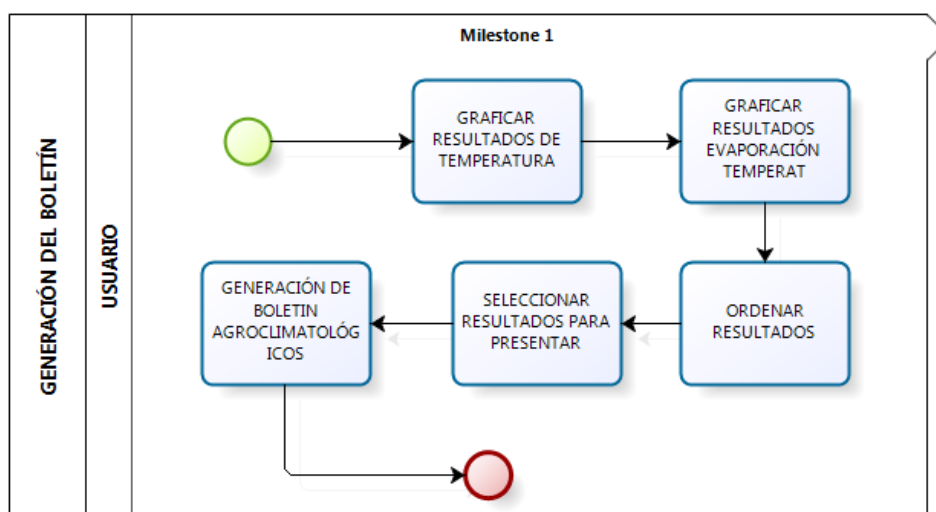 GENERACIÓN DEL BOLETÍN
USUARIO
Milestone 1
GRAFICAR
RESULTADOS DE
TEMPERATURA
GRAFICAR
RESULTADOS
EVAPORACIÓN
TEMPERAT
ORDENAR
RESULTADOS
SELECCIONAR
RESULTADOS PARA
PRESENTAR
GENERACIÓN DE
BOLETIN
AGROCLIMATOLÓG
ICOS